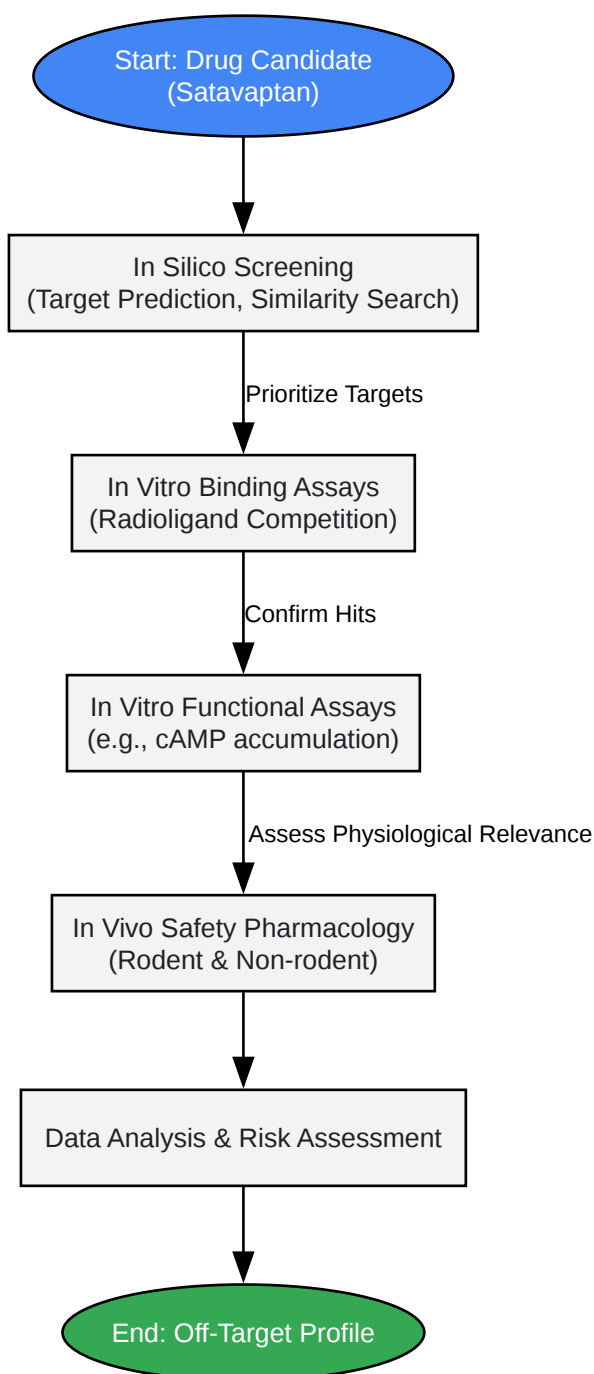 Start: Drug Candidate
(Satavaptan)
In Silico Screening
(Target Prediction, Similarity Search)
Prioritize Targets
In Vitro Binding Assays
(Radioligand Competition)
Confirm Hits
In Vitro Functional Assays
(e.g., cAMP accumulation)
Assess Physiological Relevance
In Vivo Safety Pharmacology
(Rodent & Non-rodent)
Data Analysis & Risk Assessment
End: Off-Target Profile